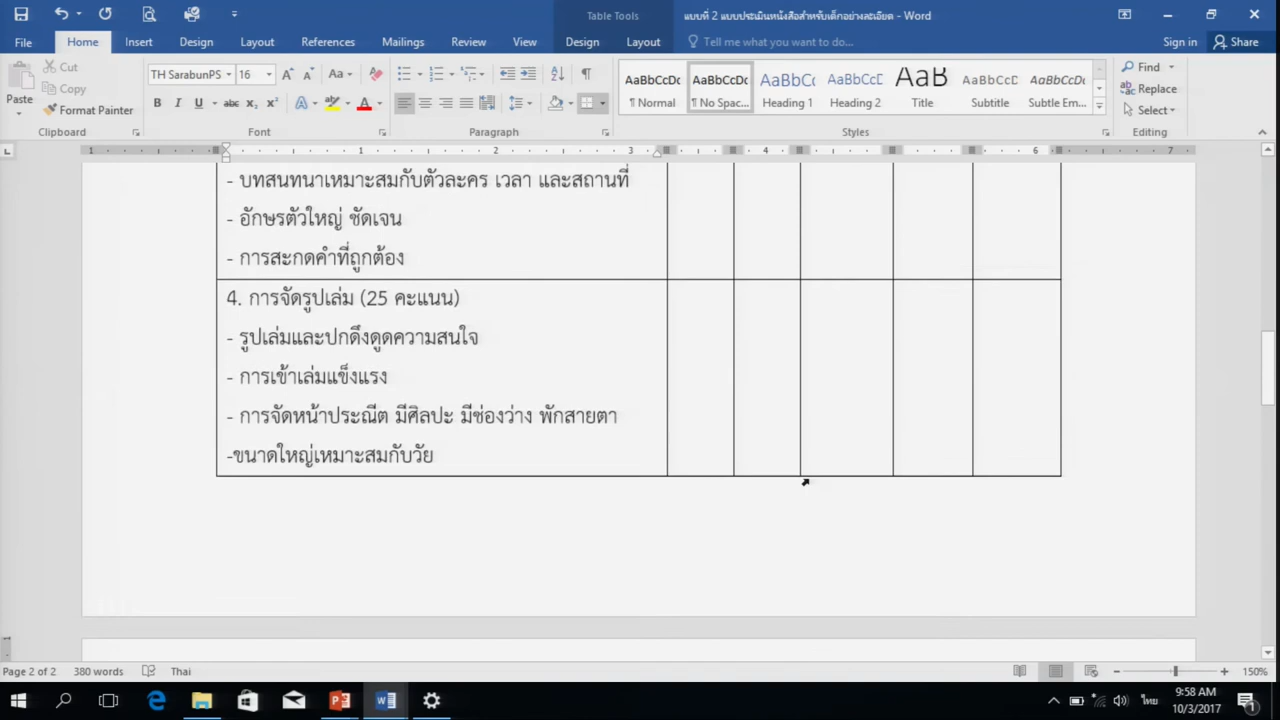 แบบที่ 2 แบบประเมินหนังสือสำหรับเด็กอย่างละเอียด - Word
Table Tools
File Home Insert Design Layout References Mailings Review View Design Layout Tell me what you want to do... Sign in Share
Paste Cut Copy Format Painter
TH SarabunPS 16
AaBbCcDc AaBbCcDc AaBbCc AaBbCcD AaB AaBbCcD AaBbCcDc
¶ Normal ¶ No Spac... Heading 1 Heading 2 Title Subtitle Subtle Em...
Find
Replace
Select
Clipboard Font Paragraph Styles Editing
1 1 2 3 4 6 7
- บทสนทนาเหมาะสมกับตัวละคร เวลา และสถานที่
- อักษรตัวใหญ่ ชัดเจน
- การสะกดคำที่ถูกต้อง
4. การจัดรูปเล่ม (25 คะแนน)
- รูปเล่มและปกดึงดูดความสนใจ
- การเข้าเล่มแข็งแรง
- การจัดหน้าประณีต มีศิลปะ มีช่องว่าง พักสายตา
-ขนาดใหญ่เหมาะสมกับวัย
Page 2 of 2 380 words Thai 150%
ไทย 9:58 AM
10/3/2017